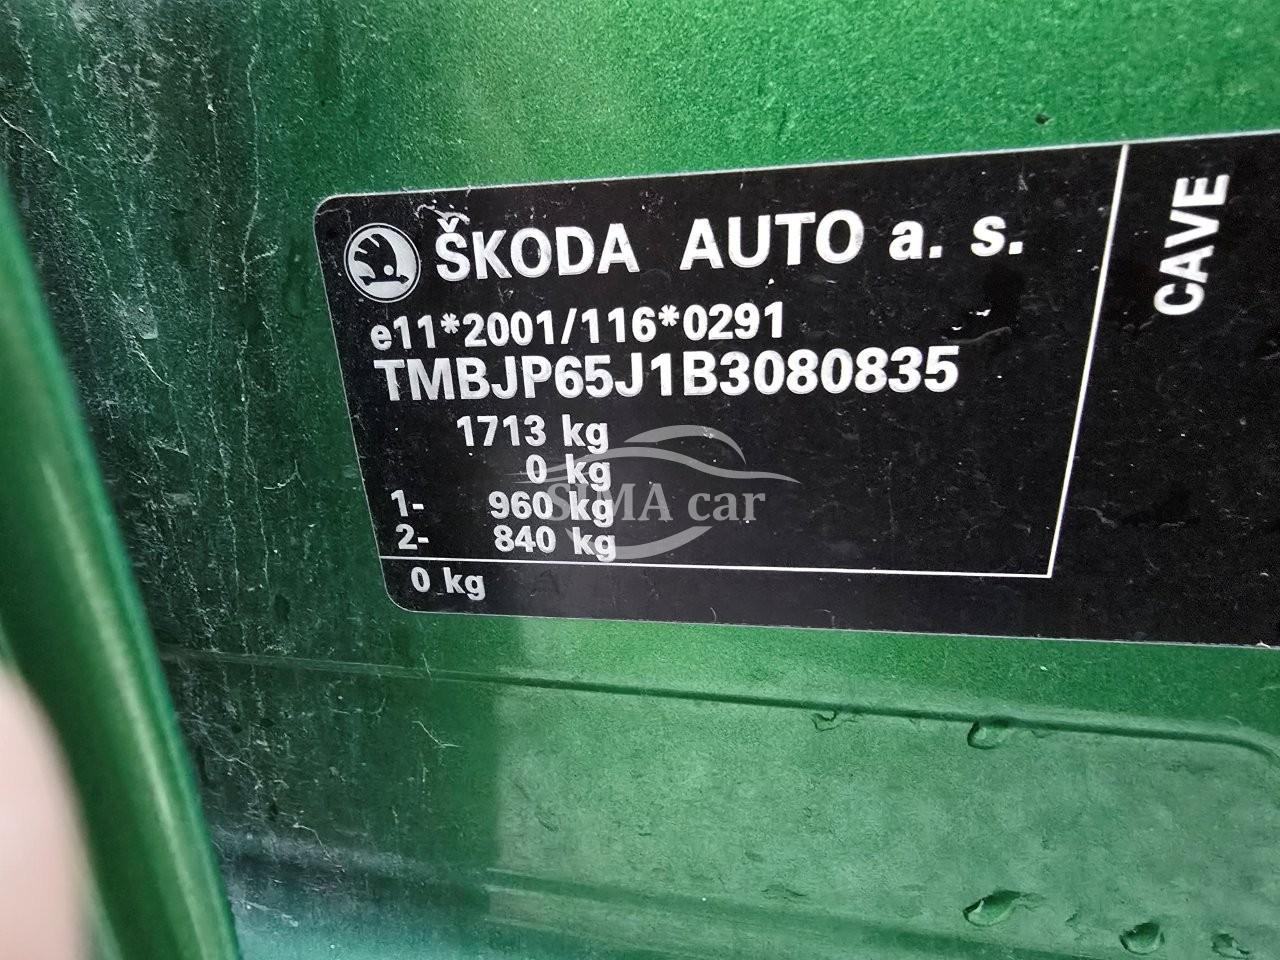 ŠKODA AUTO a. s.
e11*2001/116*0291
TMBJP65J1B3080835
1713 kg
0 kg
1- 960 kg
2- 840 kg
0 kg
CAVE
SIMA car